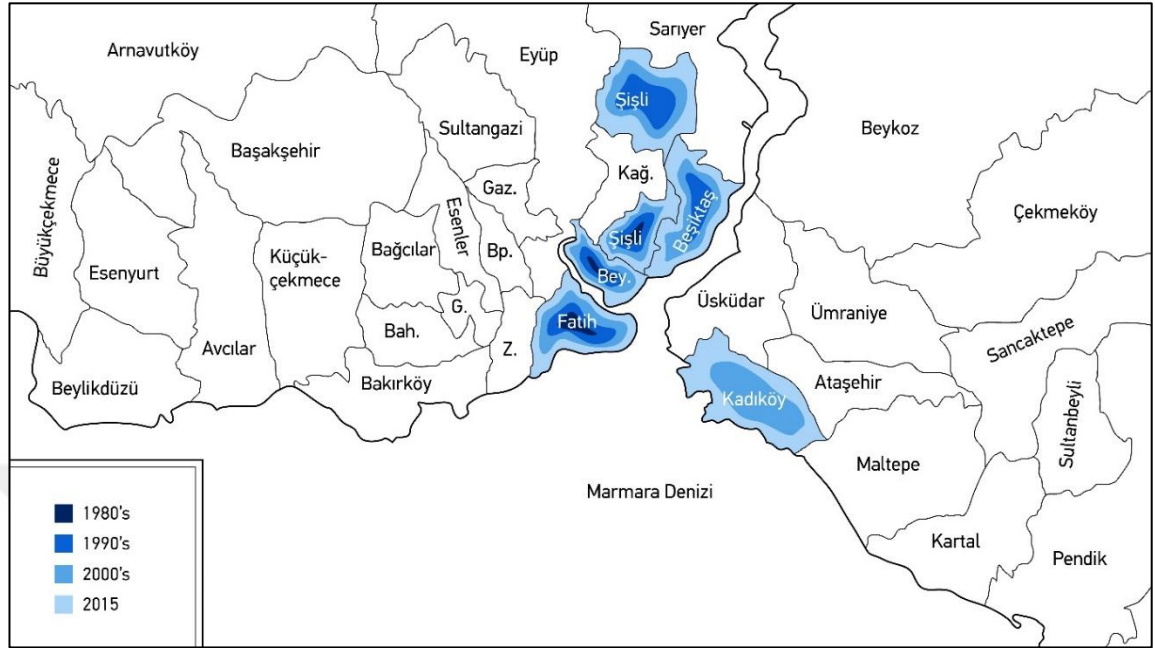 Sarıyer
Arnavutköy
Eyüp
Şişli
Sultangazi
Beykoz
Başakşehir
Kağ.
Gaz.
Büyükçekmece
Esenler
Beşiktaş
Çekmeköy
Şişli
Bağcılar
Bp.
Esenyurt
Küçük-
çekmece
Bey.
Üsküdar
Ümraniye
G.
Fatih
Bah.
Sancaktepe
Avcılar
Z.
Beylikdüzü
Bakırköy
Ataşehir
Kadıköy
Sultanbeyli
Maltepe
Marmara Denizi
Kartal
Pendik
1980's
1990's
2000's
2015